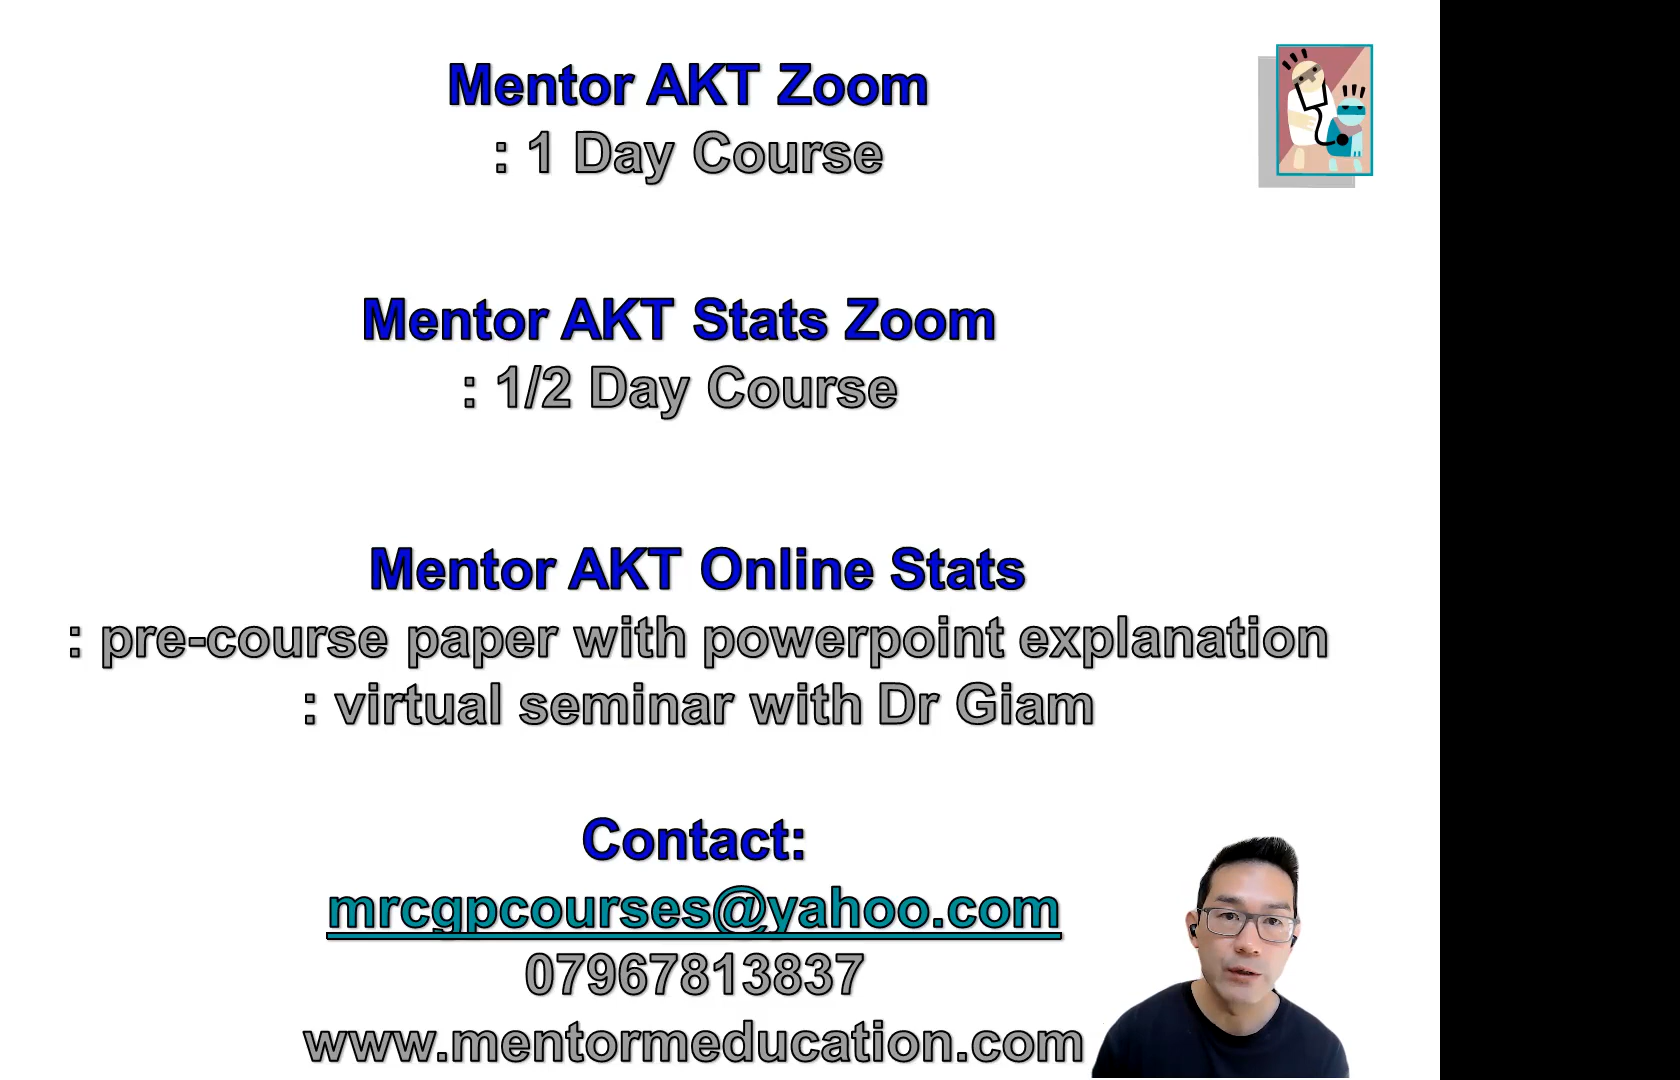 Mentor AKT Zoom
: 1 Day Course
Mentor AKT Stats Zoom
: 1/2 Day Course
Mentor AKT Online Stats
: pre-course paper with powerpoint explanation
: virtual seminar with Dr Giam
Contact:
mrcgpcourses@yahoo.com
07967813837
www.mentormeducation.com